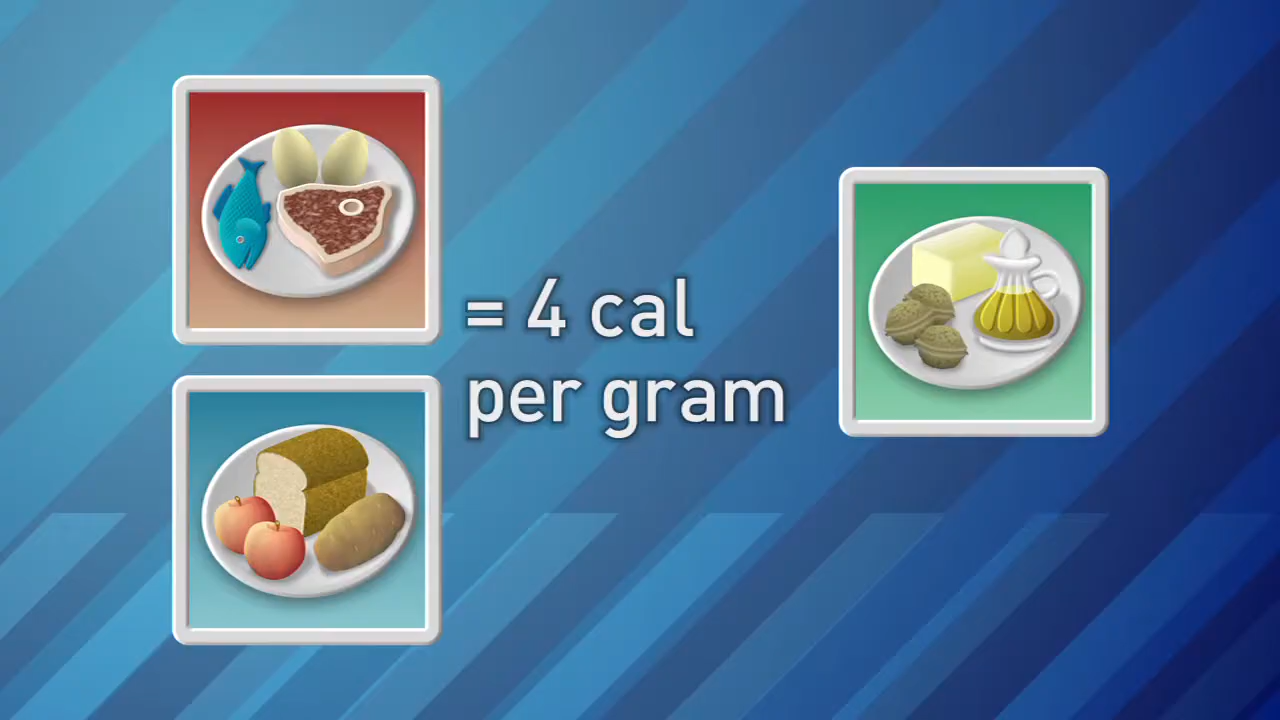 = 4 cal
per gram